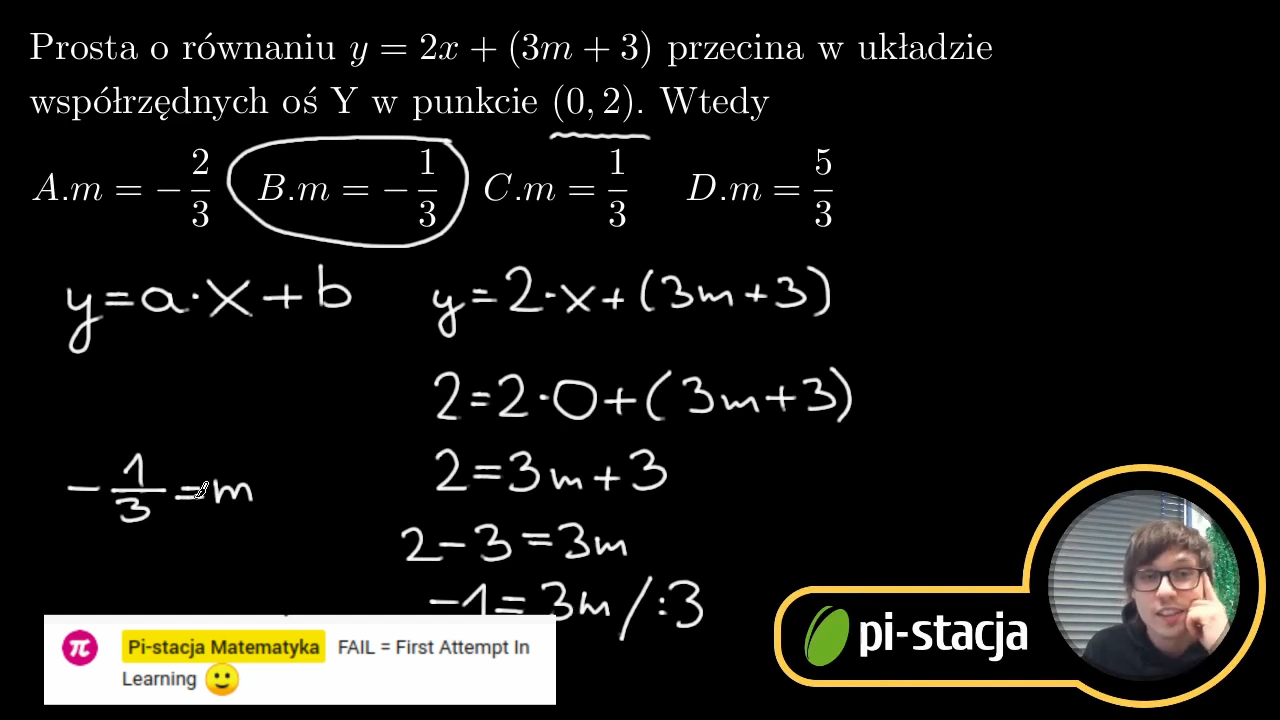 Prosta o równaniu y = 2x + (3m + 3) przecina w układzie
współrzędnych oś Y w punkcie (0, 2). Wtedy
A.m = −2/3 B.m = −1/3 C.m = 1/3 D.m = 5/3
y=a·x+b
y=2·x+(3m+3)
2=2·0+(3m+3)
2=3m+3
2−3=3m
−1=3m/:3
−1/3=m
Pi-stacja Matematyka FAIL = First Attempt In
Learning 🙂
pi-stacja